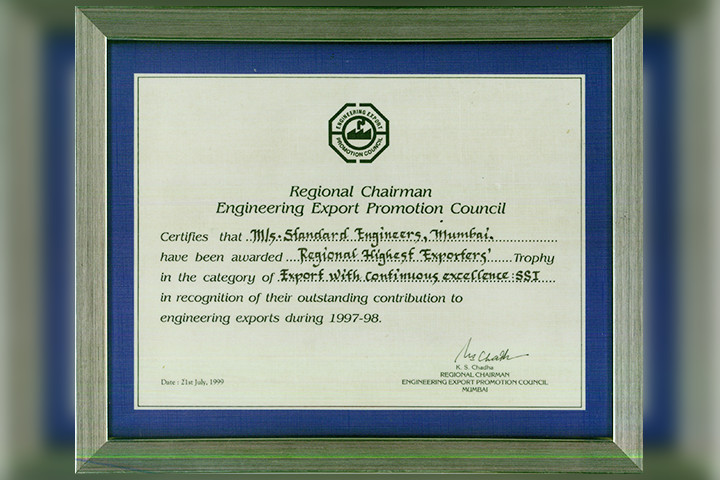 ENGINEERING EXPORT
PROMOTION COUNCIL
Regional Chairman
Engineering Export Promotion Council
Certifies that M/s. Standard Engineers, Mumbai.
have been awarded 'Regional Highest Exporters' Trophy
in the category of Export with Continuous excellence: SSI
in recognition of their outstanding contribution to
engineering exports during 1997-98.
K. S. Chadha
Date : 21st July, 1999
REGIONAL CHAIRMAN
ENGINEERING EXPORT PROMOTION COUNCIL
MUMBAI